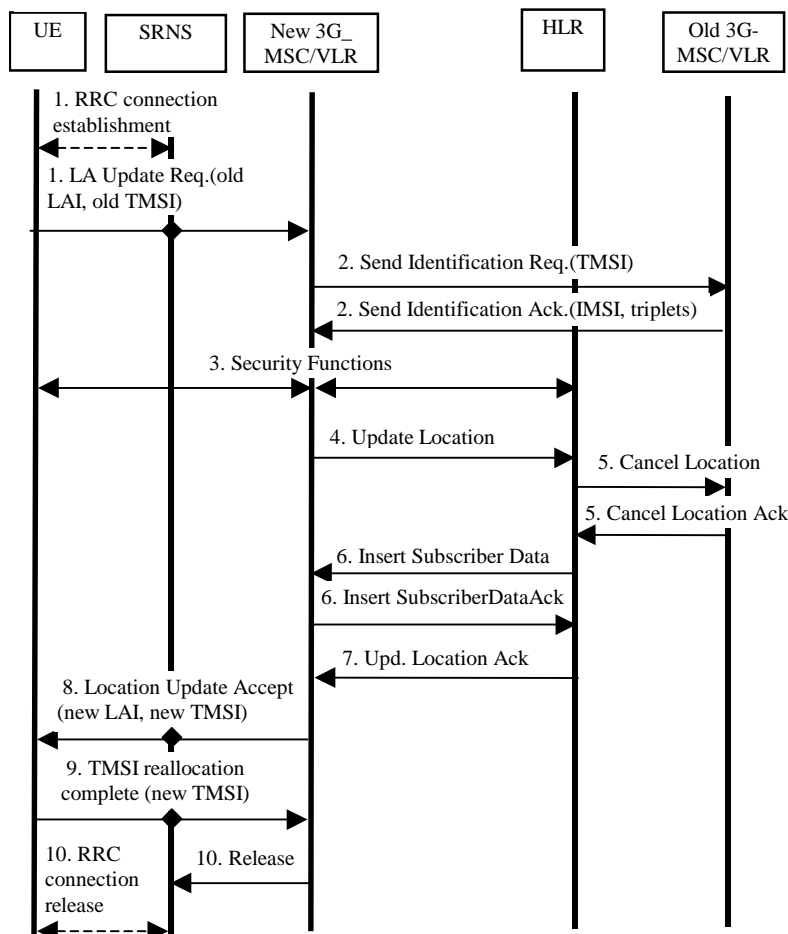 UE
SRNS
New 3G_
MSC/VLR
HLR
Old 3G-
MSC/VLR
1. RRC connection
establishment
1. LA Update Req.(old
LAI, old TMSI)
2. Send Identification Req.(TMSI)
2. Send Identification Ack.(IMSI, triplets)
3. Security Functions
4. Update Location
5. Cancel Location
5. Cancel Location Ack
6. Insert Subscriber Data
6. Insert SubscriberDataAck
7. Upd. Location Ack
8. Location Update Accept
(new LAI, new TMSI)
9. TMSI reallocation
complete (new TMSI)
10. RRC
connection
release
10. Release